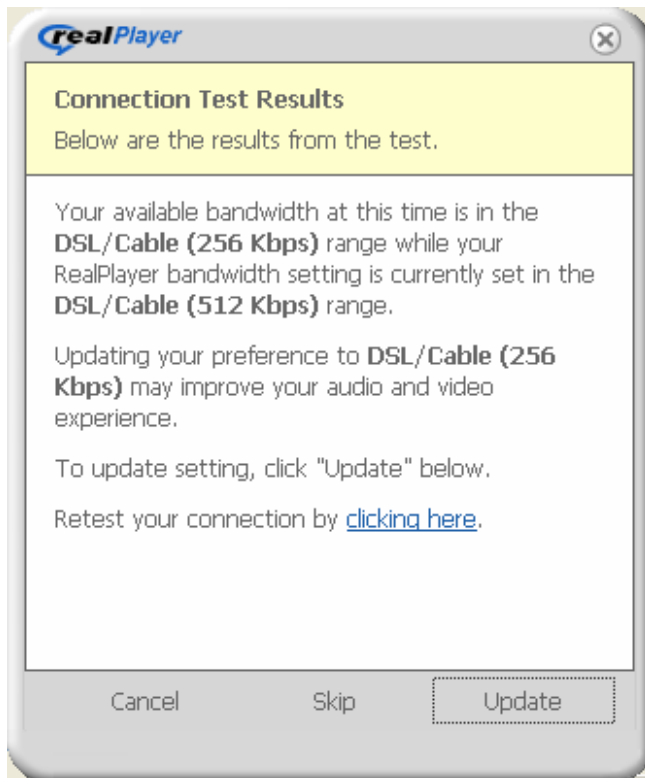 realPlayer
Connection Test Results
Below are the results from the test.
Your available bandwidth at this time is in the
DSL/Cable (256 Kbps) range while your
RealPlayer bandwidth setting is currently set in the
DSL/Cable (512 Kbps) range.
Updating your preference to DSL/Cable (256
Kbps) may improve your audio and video
experience.
To update setting, click "Update" below.
Retest your connection by clicking here.
Cancel Skip Update